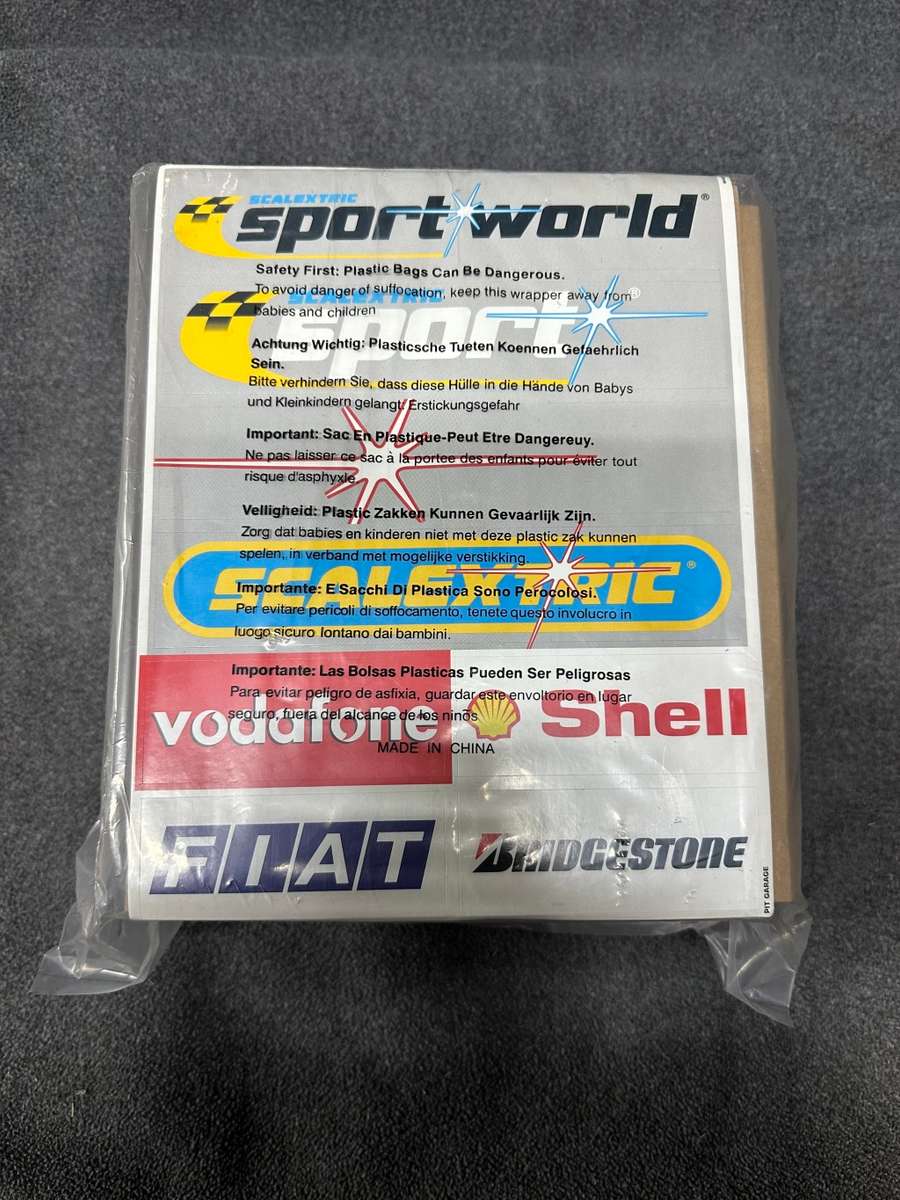 SCALEXTRIC
sport world®
Safety First: Plastic Bags Can Be Dangerous.
To avoid danger of suffocation, keep this wrapper away from
babies and children
SCALEXTRIC
sport®
Achtung Wichtig: Plasticsche Tueten Koennen Gefaehrlich
Sein.
Bitte verhindern Sie, dass diese Hülle in die Hände von Babys
und Kleinkindern gelangt. Erstickungsgefahr
Important: Sac En Plastique-Peut Etre Dangereuy.
Ne pas laisser ce sac à la portee des enfants pour éviter tout
risque d'asphyxie
Velligheid: Plastic Zakken Kunnen Gevaarlijk Zijn.
Zorg dat babies en kinderen niet met deze plastic zak kunnen
spelen, in verband met mogelijke verstikking.
SCALEXTRIC®
Importante: E Sacchi Di Plastica Sono Perocolosi.
Per evitare pericoli di soffocamento, tenete questo involucro in
luogo sicuro lontano dai bambini.
Importante: Las Bolsas Plasticas Pueden Ser Peligrosas
Para evitar peligro de asfixia, guardar este envoltorio en lugar
seguro, fuera del alcance de los niños
vodafone
Shell
MADE IN CHINA
FIAT
BRIDGESTONE
PIT GARAGE